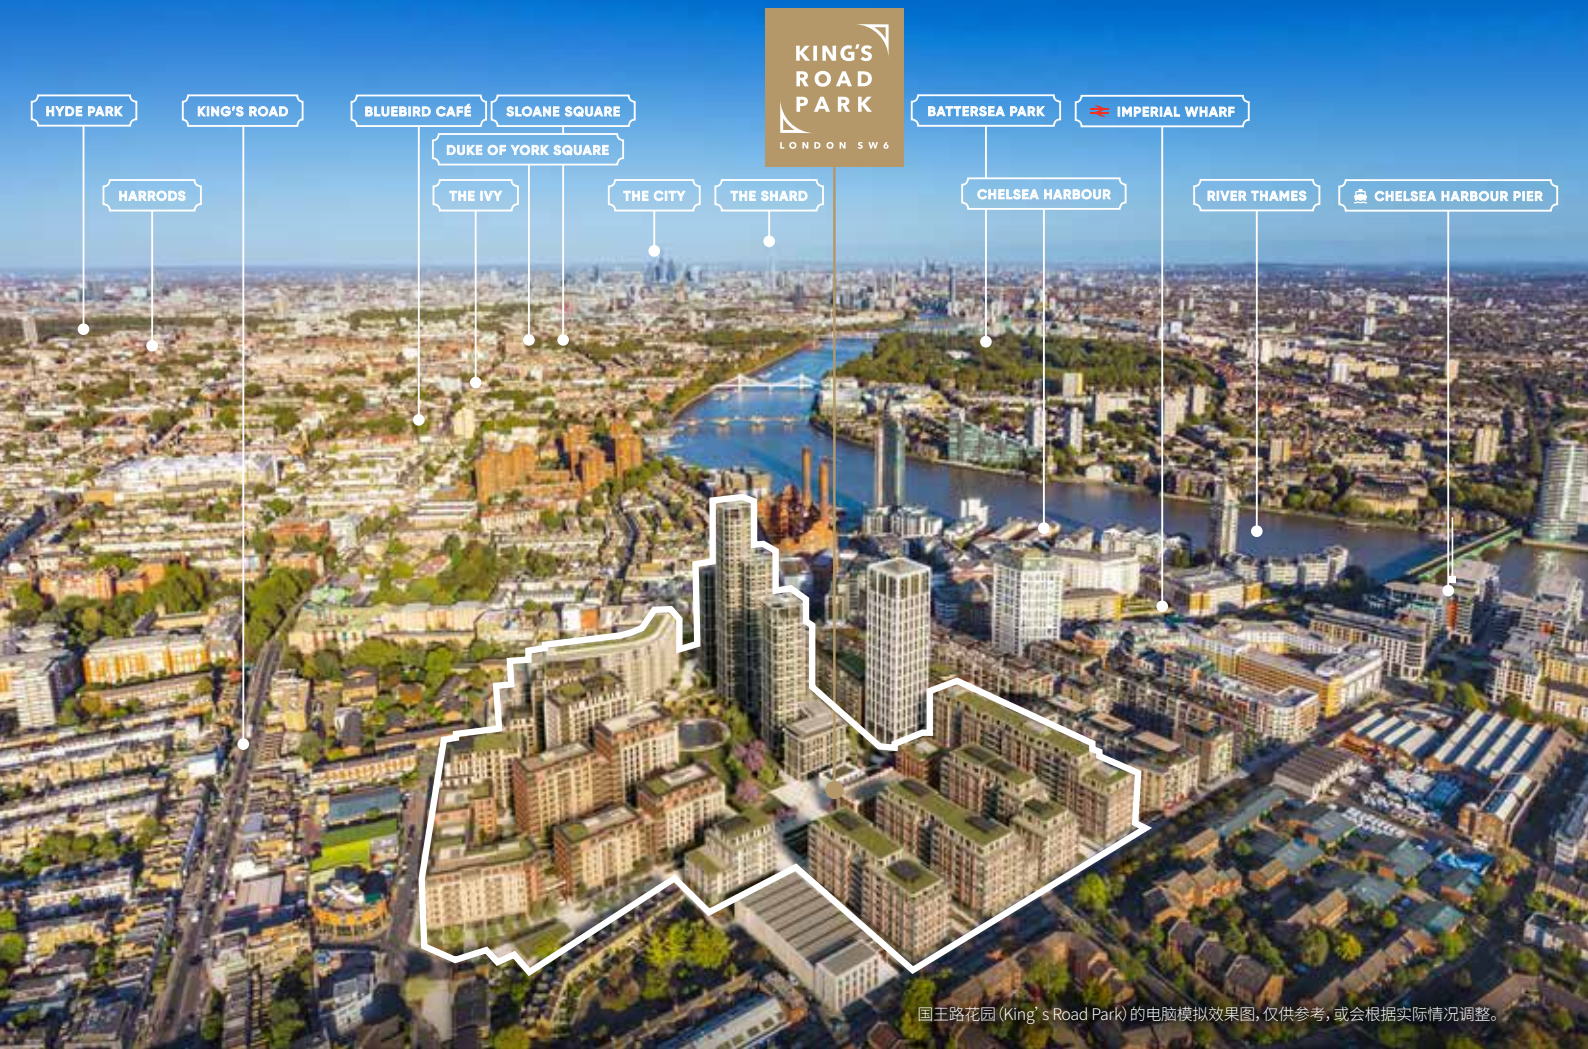 KING'S
ROAD
PARK
LONDON SW6
HYDE PARK
KING'S ROAD
BLUEBIRD CAFÉ
SLOANE SQUARE
BATTERSEA PARK
IMPERIAL WHARF
DUKE OF YORK SQUARE
HARRODS
THE IVY
THE CITY
THE SHARD
CHELSEA HARBOUR
RIVER THAMES
CHELSEA HARBOUR PIER
国王路花园(King's Road Park)的电脑模拟效果图,仅供参考,或会根据实际情况调整。